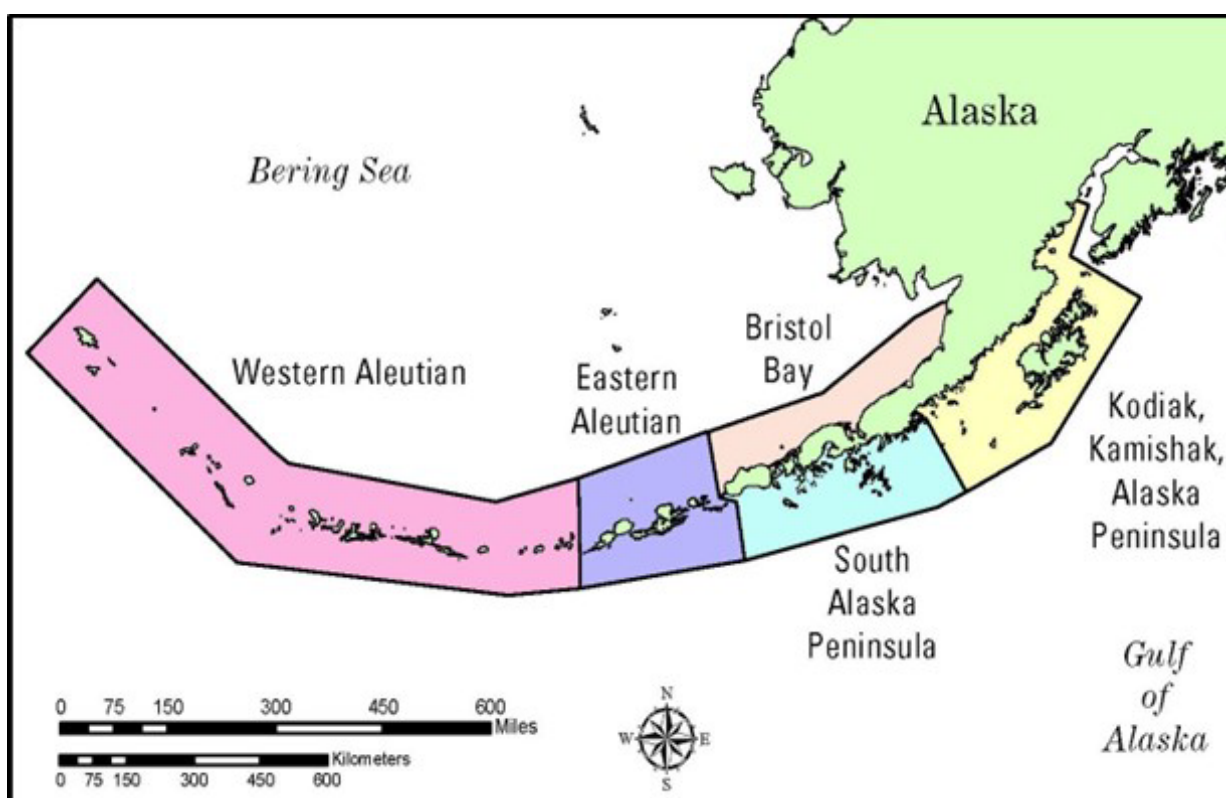 Alaska
Bering Sea
Western Aleutian
Eastern
Aleutian
Bristol
Bay
Kodiak,
Kamishak,
Alaska
Peninsula
South
Alaska
Peninsula
Gulf
of
Alaska
0 75 150 300 450 600
Miles
Kilometers
0 75 150 300 450 600
N
W E
S